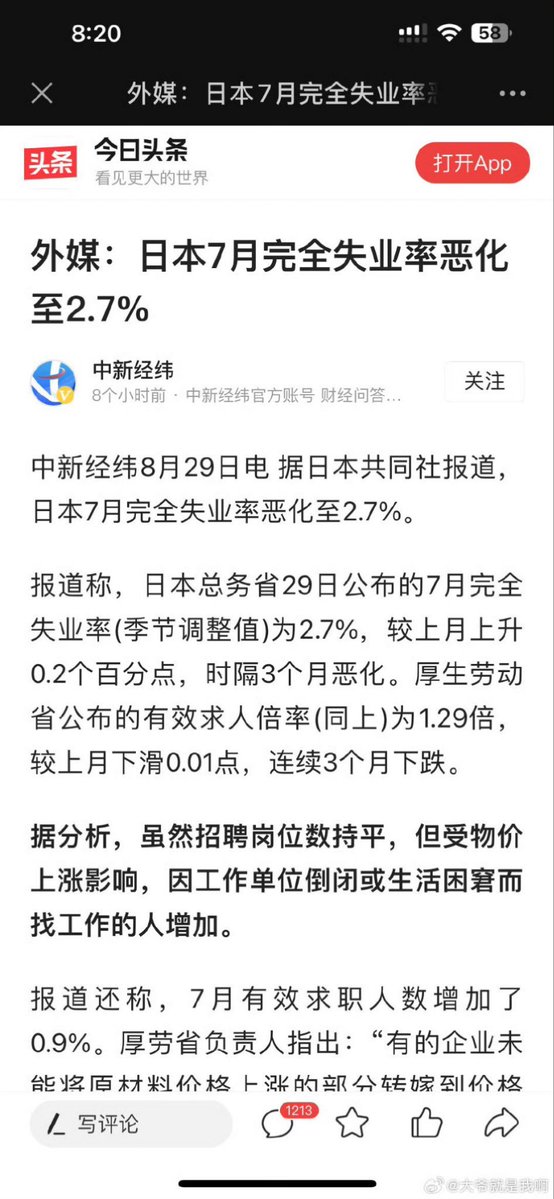 8:20
58
外媒：日本7月完全失业率
头条
今日头条
看见更大的世界
打开App
外媒：日本7月完全失业率恶化
至2.7%
中新经纬
8个小时前 · 中新经纬官方账号 财经问答...
关注
中新经纬8月29日电 据日本共同社报道，
日本7月完全失业率恶化至2.7%。
报道称，日本总务省29日公布的7月完全
失业率(季节调整值)为2.7%，较上月上升
0.2个百分点，时隔3个月恶化。厚生劳动
省公布的有效求人倍率(同上)为1.29倍，
较上月下滑0.01点，连续3个月下跌。
据分析，虽然招聘岗位数持平，但受物价
上涨影响，因工作单位倒闭或生活困窘而
找工作的人增加。
报道还称，7月有效求职人数增加了
0.9%。厚劳省负责人指出：“有的企业未
能将原材料价格上涨的部分转嫁到价格
写评论
1213
@大爷就是我啊